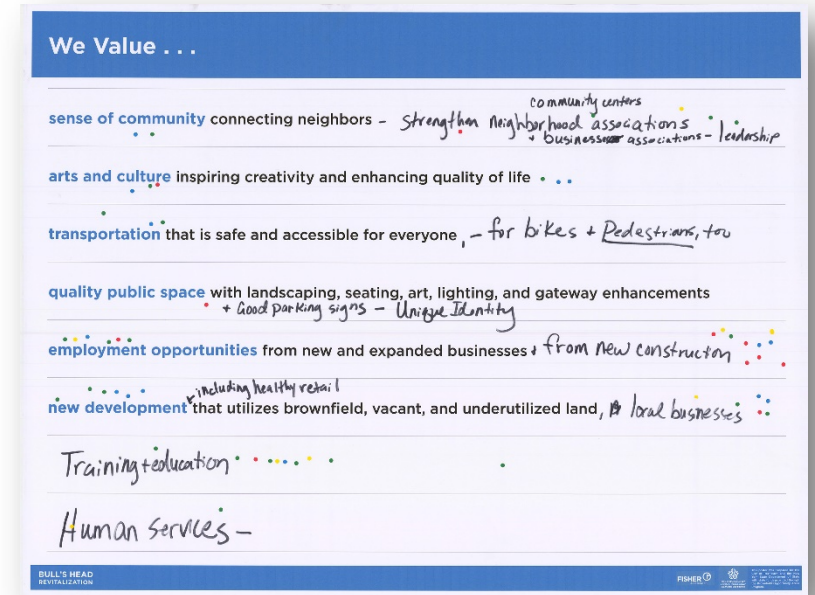 We Value . . .
community centers
sense of community connecting neighbors – Strengthen Neighborhood associations
+ business associations – leadership
arts and culture inspiring creativity and enhancing quality of life
transportation that is safe and accessible for everyone, – for bikes + Pedestrians, too
quality public space with landscaping, seating, art, lighting, and gateway enhancements
+ Good parking signs – Unique Identity
employment opportunities from new and expanded businesses + from new constructon
including healthy retail
new development that utilizes brownfield, vacant, and underutilized land, local businesses
Training + education
Human Services –
BULL'S HEAD
REVITALIZATION
FISHER